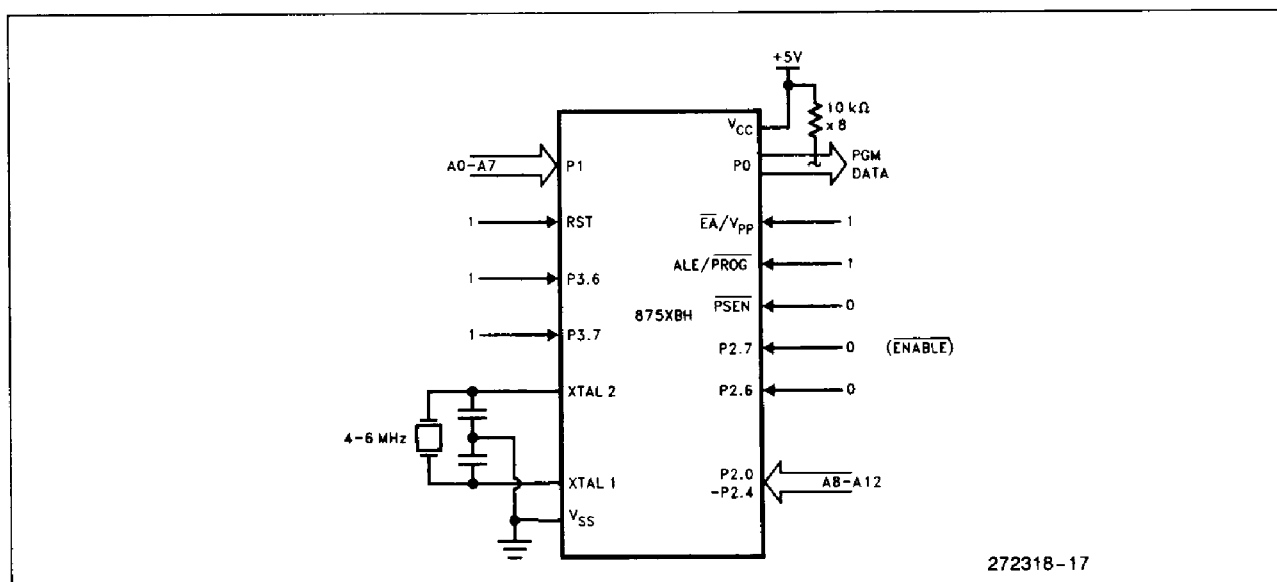 +5V
10 kΩ
x 8
VCC
A0-A7
P1
P0
PGM
DATA
1
RST
EA/VPP
1
ALE/PROG
1
1
P3.6
PSEN
0
875XBH
1
P3.7
P2.7
0
(ENABLE)
XTAL 2
P2.6
0
4-6 MHz
P2.0
-P2.4
A8-A12
XTAL 1
VSS
272318-17